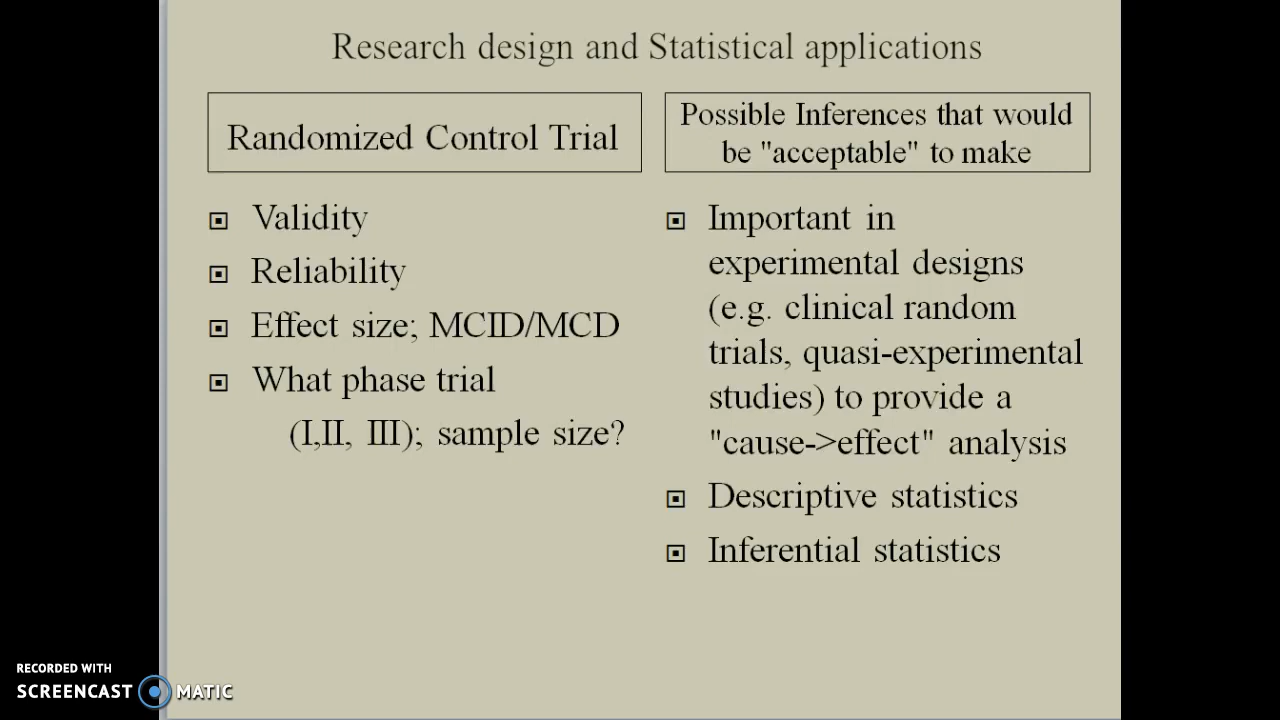 Research design and Statistical applications
Randomized Control Trial
Validity
Reliability
Effect size; MCID/MCD
What phase trial
(I,II, III); sample size?
Possible Inferences that would
be "acceptable" to make
Important in
experimental designs
(e.g. clinical random
trials, quasi-experimental
studies) to provide a
"cause->effect" analysis
Descriptive statistics
Inferential statistics
RECORDED WITH
SCREENCAST MATIC